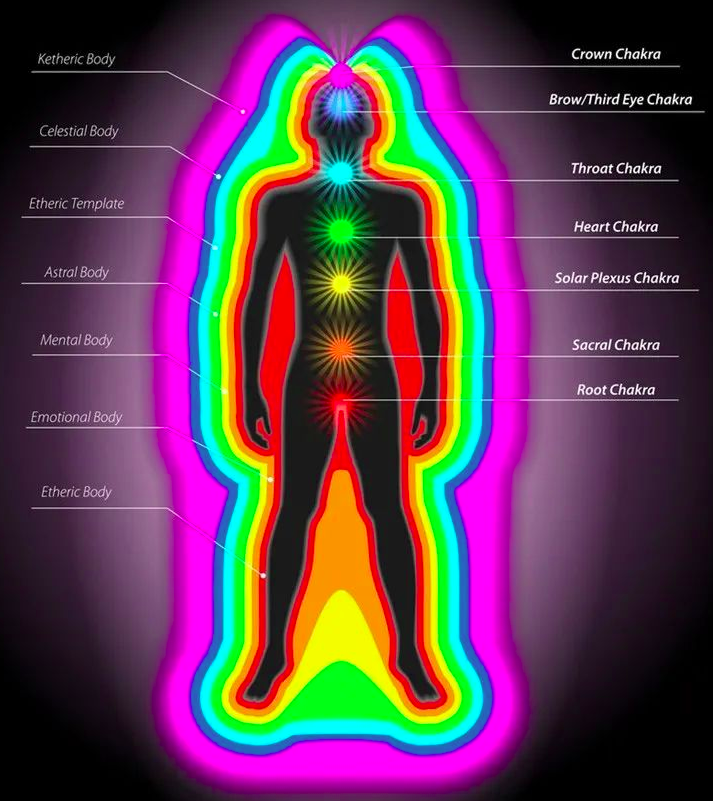 Ketheric Body
Celestial Body
Etheric Template
Astral Body
Mental Body
Emotional Body
Etheric Body
Crown Chakra
Brow/Third Eye Chakra
Throat Chakra
Heart Chakra
Solar Plexus Chakra
Sacral Chakra
Root Chakra